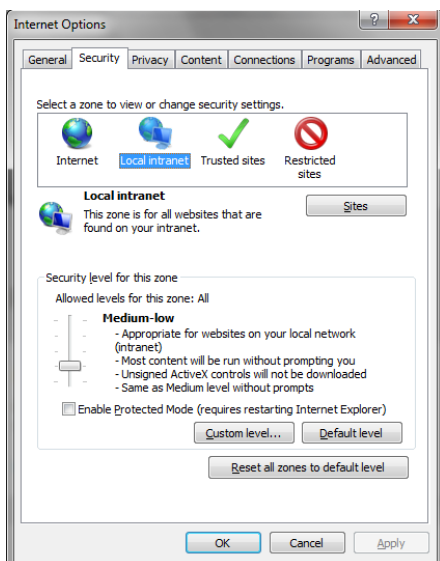 Internet Options
General Security Privacy Content Connections Programs Advanced
Select a zone to view or change security settings.
Internet Local intranet Trusted sites Restricted
sites
Local intranet
This zone is for all websites that are
found on your intranet.
Sites
Security level for this zone
Allowed levels for this zone: All
Medium-low
- Appropriate for websites on your local network
(intranet)
- Most content will be run without prompting you
- Unsigned ActiveX controls will not be downloaded
- Same as Medium level without prompts
Enable Protected Mode (requires restarting Internet Explorer)
Custom level... Default level
Reset all zones to default level
OK Cancel Apply